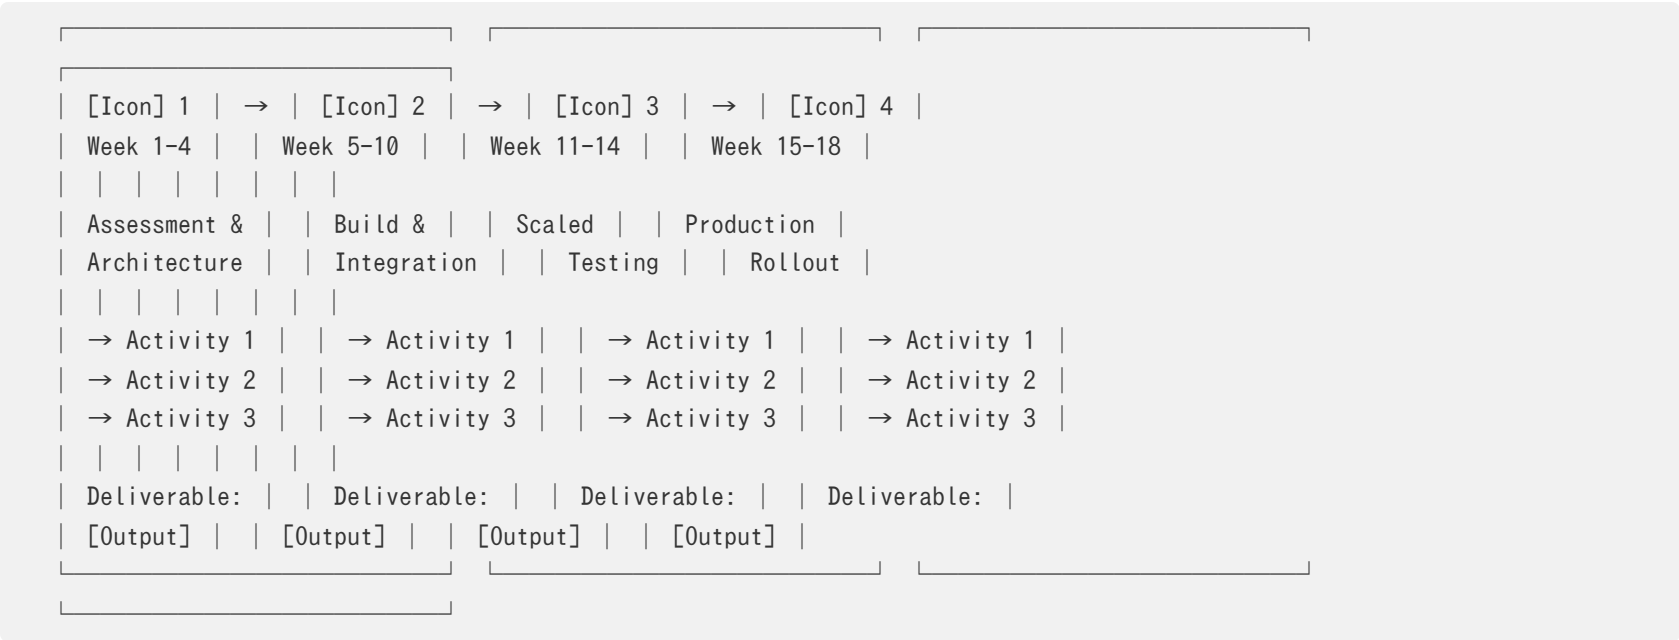 ┌─────────────────────────────┐ ┌─────────────────────────────┐ ┌─────────────────────────────┐
┌─────────────────────────────┐
│ [Icon] 1 │ → │ [Icon] 2 │ → │ [Icon] 3 │ → │ [Icon] 4 │
│ Week 1-4 │ │ Week 5-10 │ │ Week 11-14 │ │ Week 15-18 │
│ │ │ │ │ │ │ │
│ Assessment & │ │ Build & │ │ Scaled │ │ Production │
│ Architecture │ │ Integration │ │ Testing │ │ Rollout │
│ │ │ │ │ │ │ │
│ → Activity 1 │ │ → Activity 1 │ │ → Activity 1 │ │ → Activity 1 │
│ → Activity 2 │ │ → Activity 2 │ │ → Activity 2 │ │ → Activity 2 │
│ → Activity 3 │ │ → Activity 3 │ │ → Activity 3 │ │ → Activity 3 │
│ │ │ │ │ │ │ │
│ Deliverable: │ │ Deliverable: │ │ Deliverable: │ │ Deliverable: │
│ [Output] │ │ [Output] │ │ [Output] │ │ [Output] │
└─────────────────────────────┘ └─────────────────────────────┘ └─────────────────────────────┘
└─────────────────────────────┘